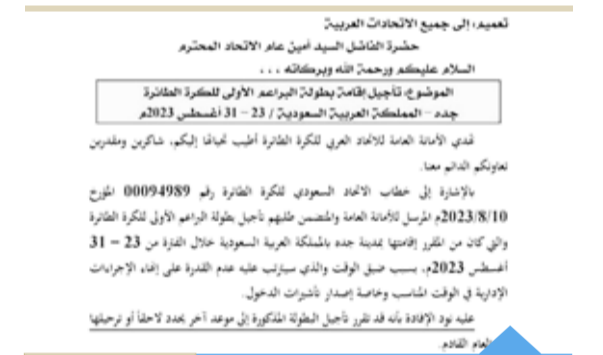 تعميم: إلى جميع الاتحادات العربية
حضرة الفاضل السيد أمين عام الاتحاد المحترم
السلام عليكم ورحمة الله وبركاته ، ، ،
الموضوع: تأجيل إقامة بطولة البراعم الأولى للكرة الطائرة
جده – المملكة العربية السعودية / 23 – 31 أغسطس 2023م
تهدي الأمانة العامة للاتحاد العربي للكرة الطائرة أطيب تحياتها إليكم، شاكرين ومقدرين
تعاونكم الدائم معنا.
بالإشارة إلى خطاب الاتحاد السعودي للكرة الطائرة رقم 00094989 المؤرخ
2023/8/10م المرسل للأمانة العامة والمتضمن طلبهم تأجيل بطولة البراعم الأولى للكرة الطائرة
والتي كان من المقرر إقامتها بمدينة جده بالمملكة العربية السعودية خلال الفترة من 23 – 31
أغسطس 2023م، بسبب ضيق الوقت والذي سيترتب عليه عدم القدرة على إنهاء الإجراءات
الإدارية في الوقت المناسب وخاصة إصدار تأشيرات الدخول.
عليه نود الإفادة بأنه قد تقرر تأجيل البطولة المذكورة إلى موعد آخر يحدد لاحقاً أو ترحيلها
العام القادم.